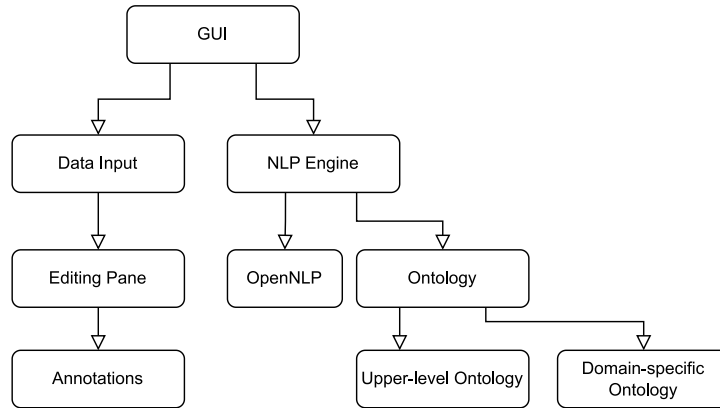 GUI
Data Input
NLP Engine
Editing Pane
OpenNLP
Ontology
Annotations
Upper-level Ontology
Domain-specific
Ontology